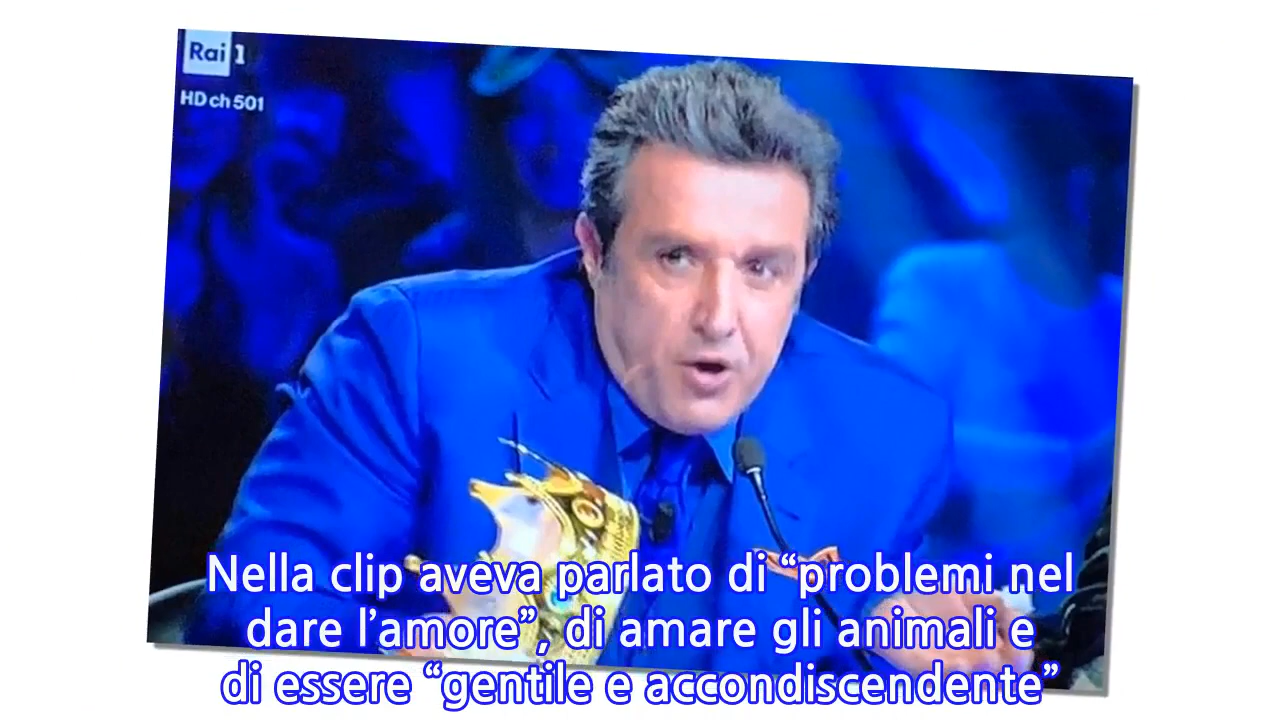 Rai 1
HD ch 501
Nella clip aveva parlato di “problemi nel
dare l’amore”, di amare gli animali e
di essere “gentile e accondiscendente”